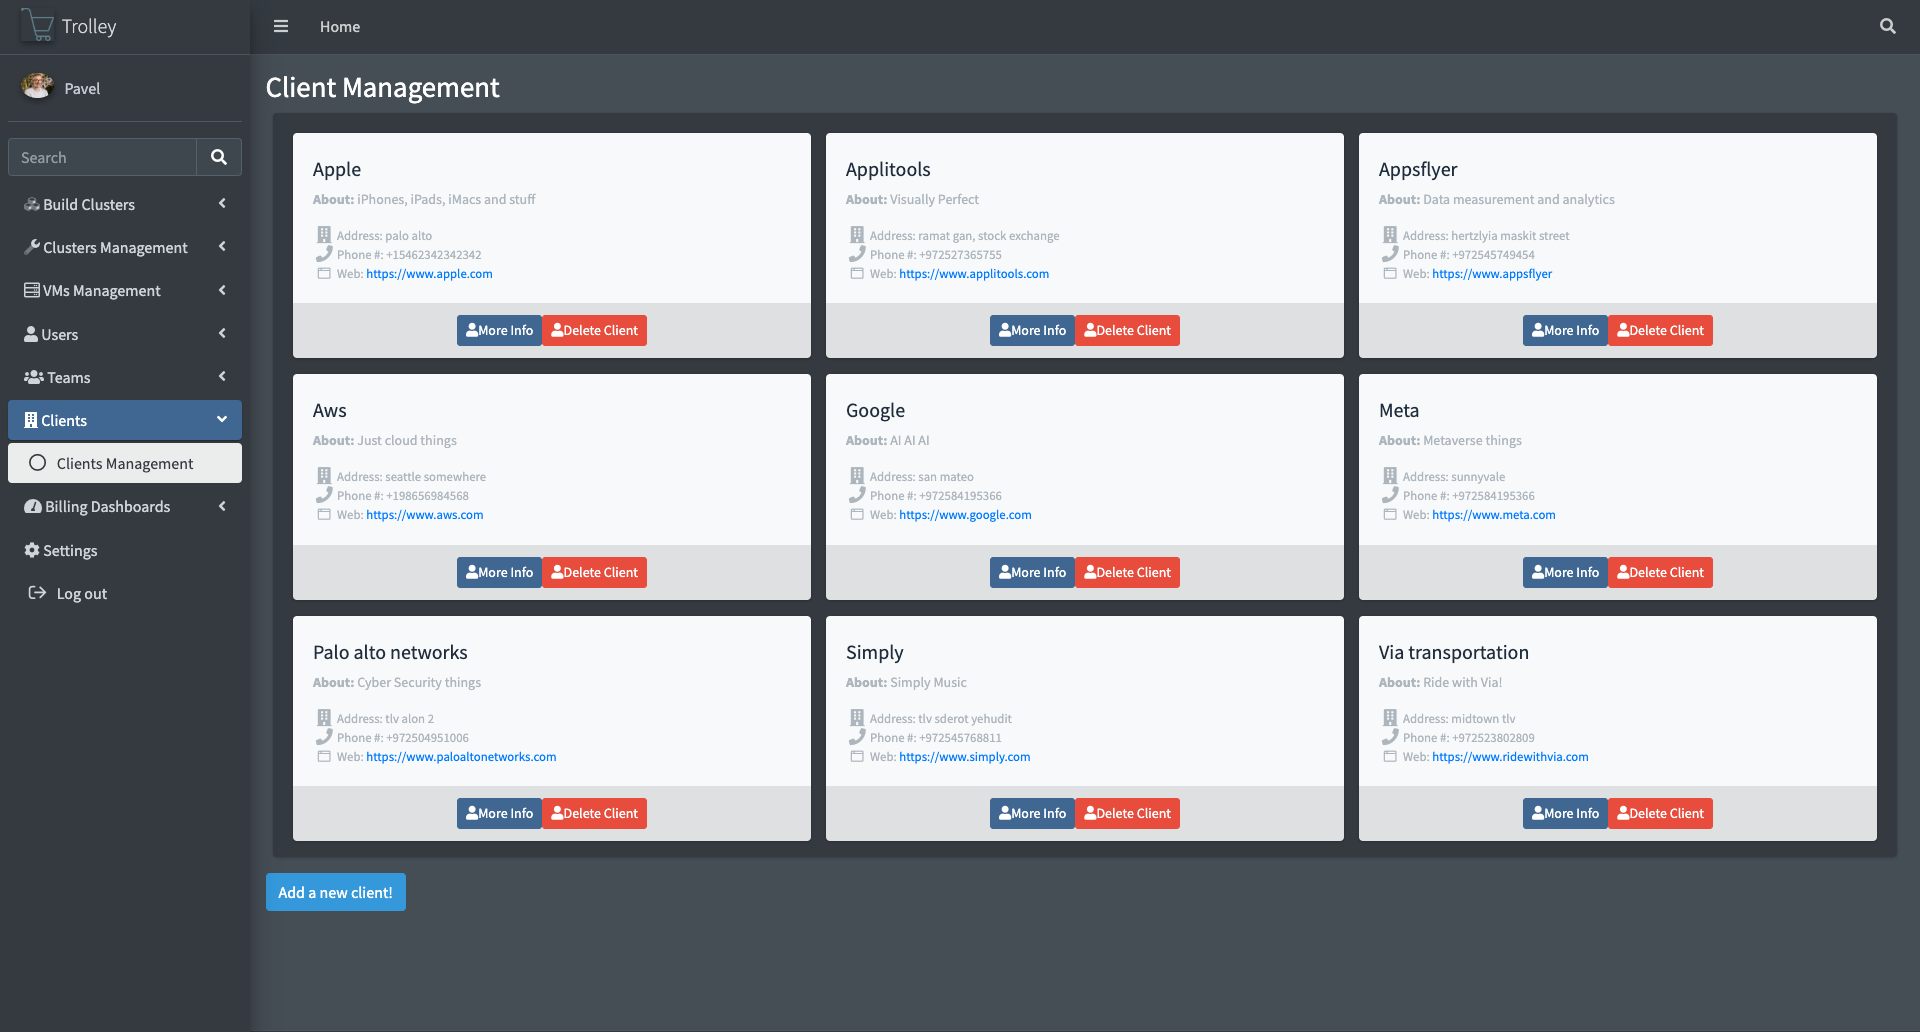 Trolley
Home
Pavel
Search
Build Clusters
Clusters Management
VMs Management
Users
Teams
Clients
Clients Management
Billing Dashboards
Settings
Log out
Client Management
Apple
About: iPhones, iPads, iMacs and stuff
Address: palo alto
Phone #: +15462342342342
Web: https://www.apple.com
More Info Delete Client
Applitools
About: Visually Perfect
Address: ramat gan, stock exchange
Phone #: +972527365755
Web: https://www.applitools.com
More Info Delete Client
Appsflyer
About: Data measurement and analytics
Address: hertzlyia maskit street
Phone #: +972545749454
Web: https://www.appsflyer
More Info Delete Client
Aws
About: Just cloud things
Address: seattle somewhere
Phone #: +198656984568
Web: https://www.aws.com
More Info Delete Client
Google
About: AI AI AI
Address: san mateo
Phone #: +972584195366
Web: https://www.google.com
More Info Delete Client
Meta
About: Metaverse things
Address: sunnyvale
Phone #: +972584195366
Web: https://www.meta.com
More Info Delete Client
Palo alto networks
About: Cyber Security things
Address: tlv alon 2
Phone #: +972504951006
Web: https://www.paloaltonetworks.com
More Info Delete Client
Simply
About: Simply Music
Address: tlv sderot yehudit
Phone #: +972545768811
Web: https://www.simply.com
More Info Delete Client
Via transportation
About: Ride with Via!
Address: midtown tlv
Phone #: +972523802809
Web: https://www.ridewithvia.com
More Info Delete Client
Add a new client!